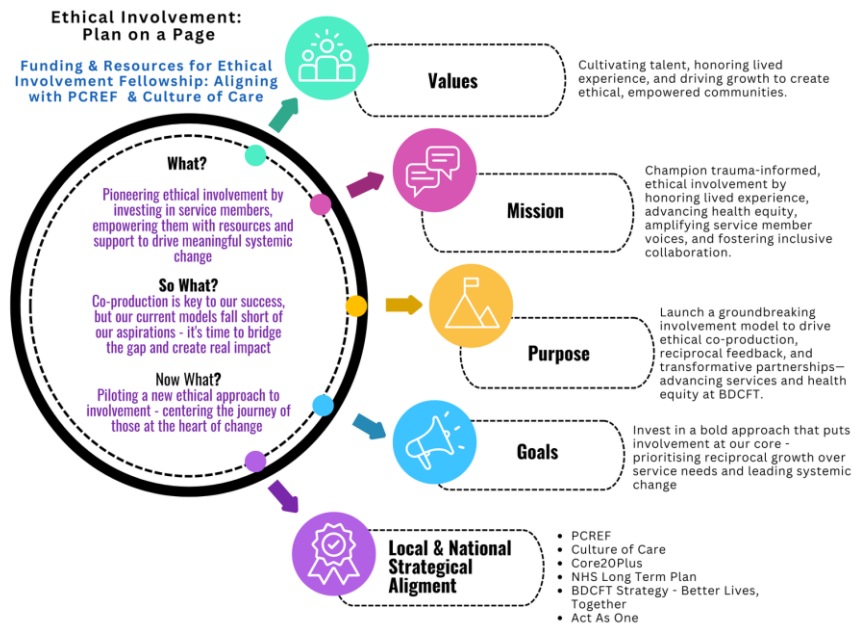 Ethical Involvement:
Plan on a Page
Funding & Resources for Ethical
Involvement Fellowship: Aligning
with PCREF & Culture of Care
What?
Pioneering ethical involvement by
investing in service members,
empowering them with resources and
support to drive meaningful systemic
change
So What?
Co-production is key to our success,
but our current models fall short of
our aspirations - it's time to bridge
the gap and create real impact
Now What?
Piloting a new ethical approach to
involvement - centering the journey of
those at the heart of change
Values
Cultivating talent, honoring lived
experience, and driving growth to create
ethical, empowered communities.
Mission
Champion trauma-informed,
ethical involvement by
honoring lived experience,
advancing health equity,
amplifying service member
voices, and fostering inclusive
collaboration.
Purpose
Launch a groundbreaking
involvement model to drive
ethical co-production,
reciprocal feedback, and
transformative partnerships—
advancing services and health
equity at BDCFT.
Goals
Invest in a bold approach that puts
involvement at our core -
prioritising reciprocal growth over
service needs and leading systemic
change
Local & National
Strategical
Aligment
• PCREF
• Culture of Care
• Core20Plus
• NHS Long Term Plan
• BDCFT Strategy - Better Lives,
Together
• Act As One